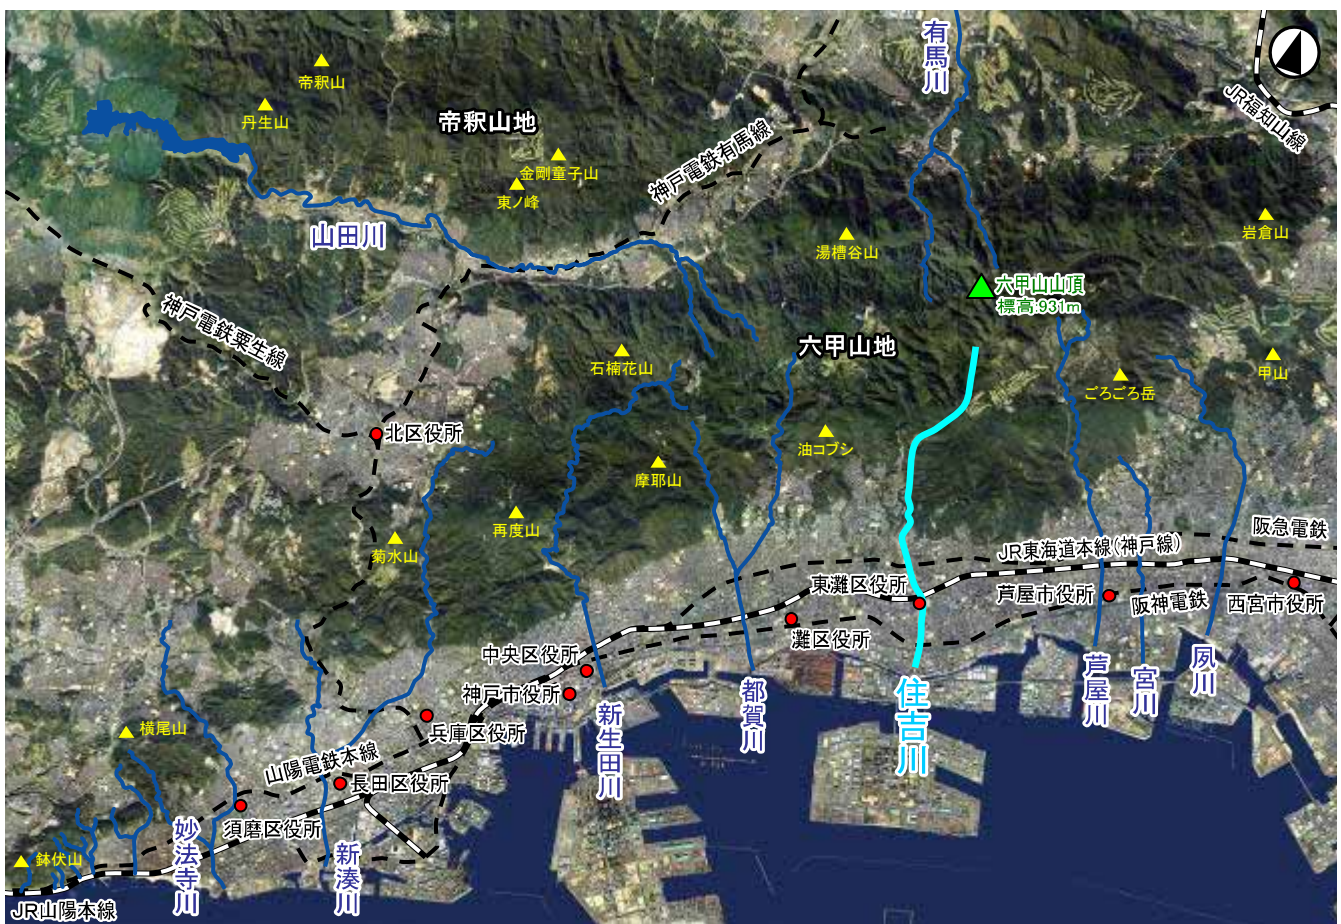 有馬川
帝釈山
丹生山
帝釈山地
JR福知山線
金剛童子山
東ノ峰
神戸電鉄有馬線
山田川
湯槽谷山
岩倉山
六甲山山頂
標高:931m
神戸電鉄粟生線
石楠花山
六甲山地
甲山
ごろごろ岳
北区役所
油コブシ
摩耶山
再度山
菊水山
阪急電鉄
JR東海道本線(神戸線)
東灘区役所
芦屋市役所
阪神電鉄
西宮市役所
灘区役所
中央区役所
神戸市役所
新生田川
都賀川
住吉川
芦屋川
宮川
夙川
横尾山
兵庫区役所
山陽電鉄本線
長田区役所
須磨区役所
妙法寺川
新湊川
鉢伏山
JR山陽本線